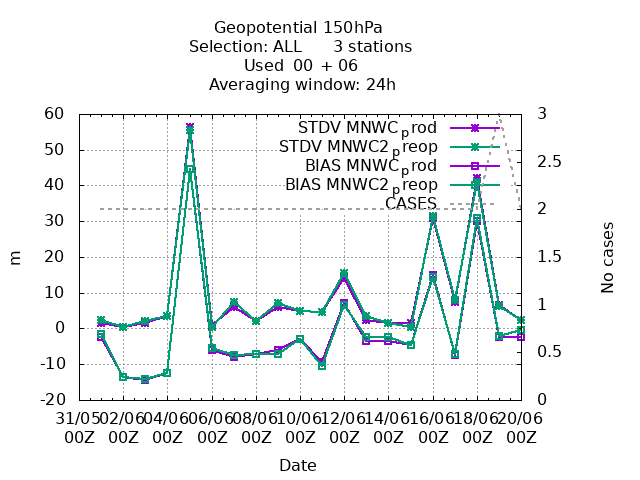 Geopotential 150hPa
Selection: ALL 3 stations
Used 00 + 06
Averaging window: 24h
STDV MNWC_prod
STDV MNWC2_preop
BIAS MNWC_prod
BIAS MNWC2_preop
CASES
60
50
40
30
20
10
0
-10
-20
m
3
2.5
2
1.5
1
0.5
0
No cases
31/05 02/06 04/06 06/06 08/06 10/06 12/06 14/06 16/06 18/06 20/06
00Z 00Z 00Z 00Z 00Z 00Z 00Z 00Z 00Z 00Z 00Z
Date